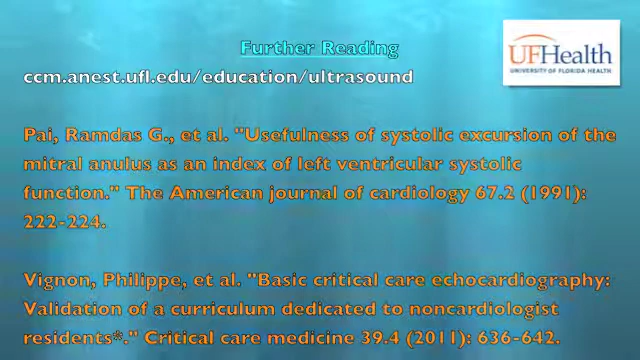 Further Reading
UFHealth
UNIVERSITY OF FLORIDA HEALTH
ccm.anest.ufl.edu/education/ultrasound
Pai, Ramdas G., et al. "Usefulness of systolic excursion of the
mitral anulus as an index of left ventricular systolic
function." The American journal of cardiology 67.2 (1991):
222-224.
Vignon, Philippe, et al. "Basic critical care echocardiography:
Validation of a curriculum dedicated to noncardiologist
residents*." Critical care medicine 39.4 (2011): 636-642.